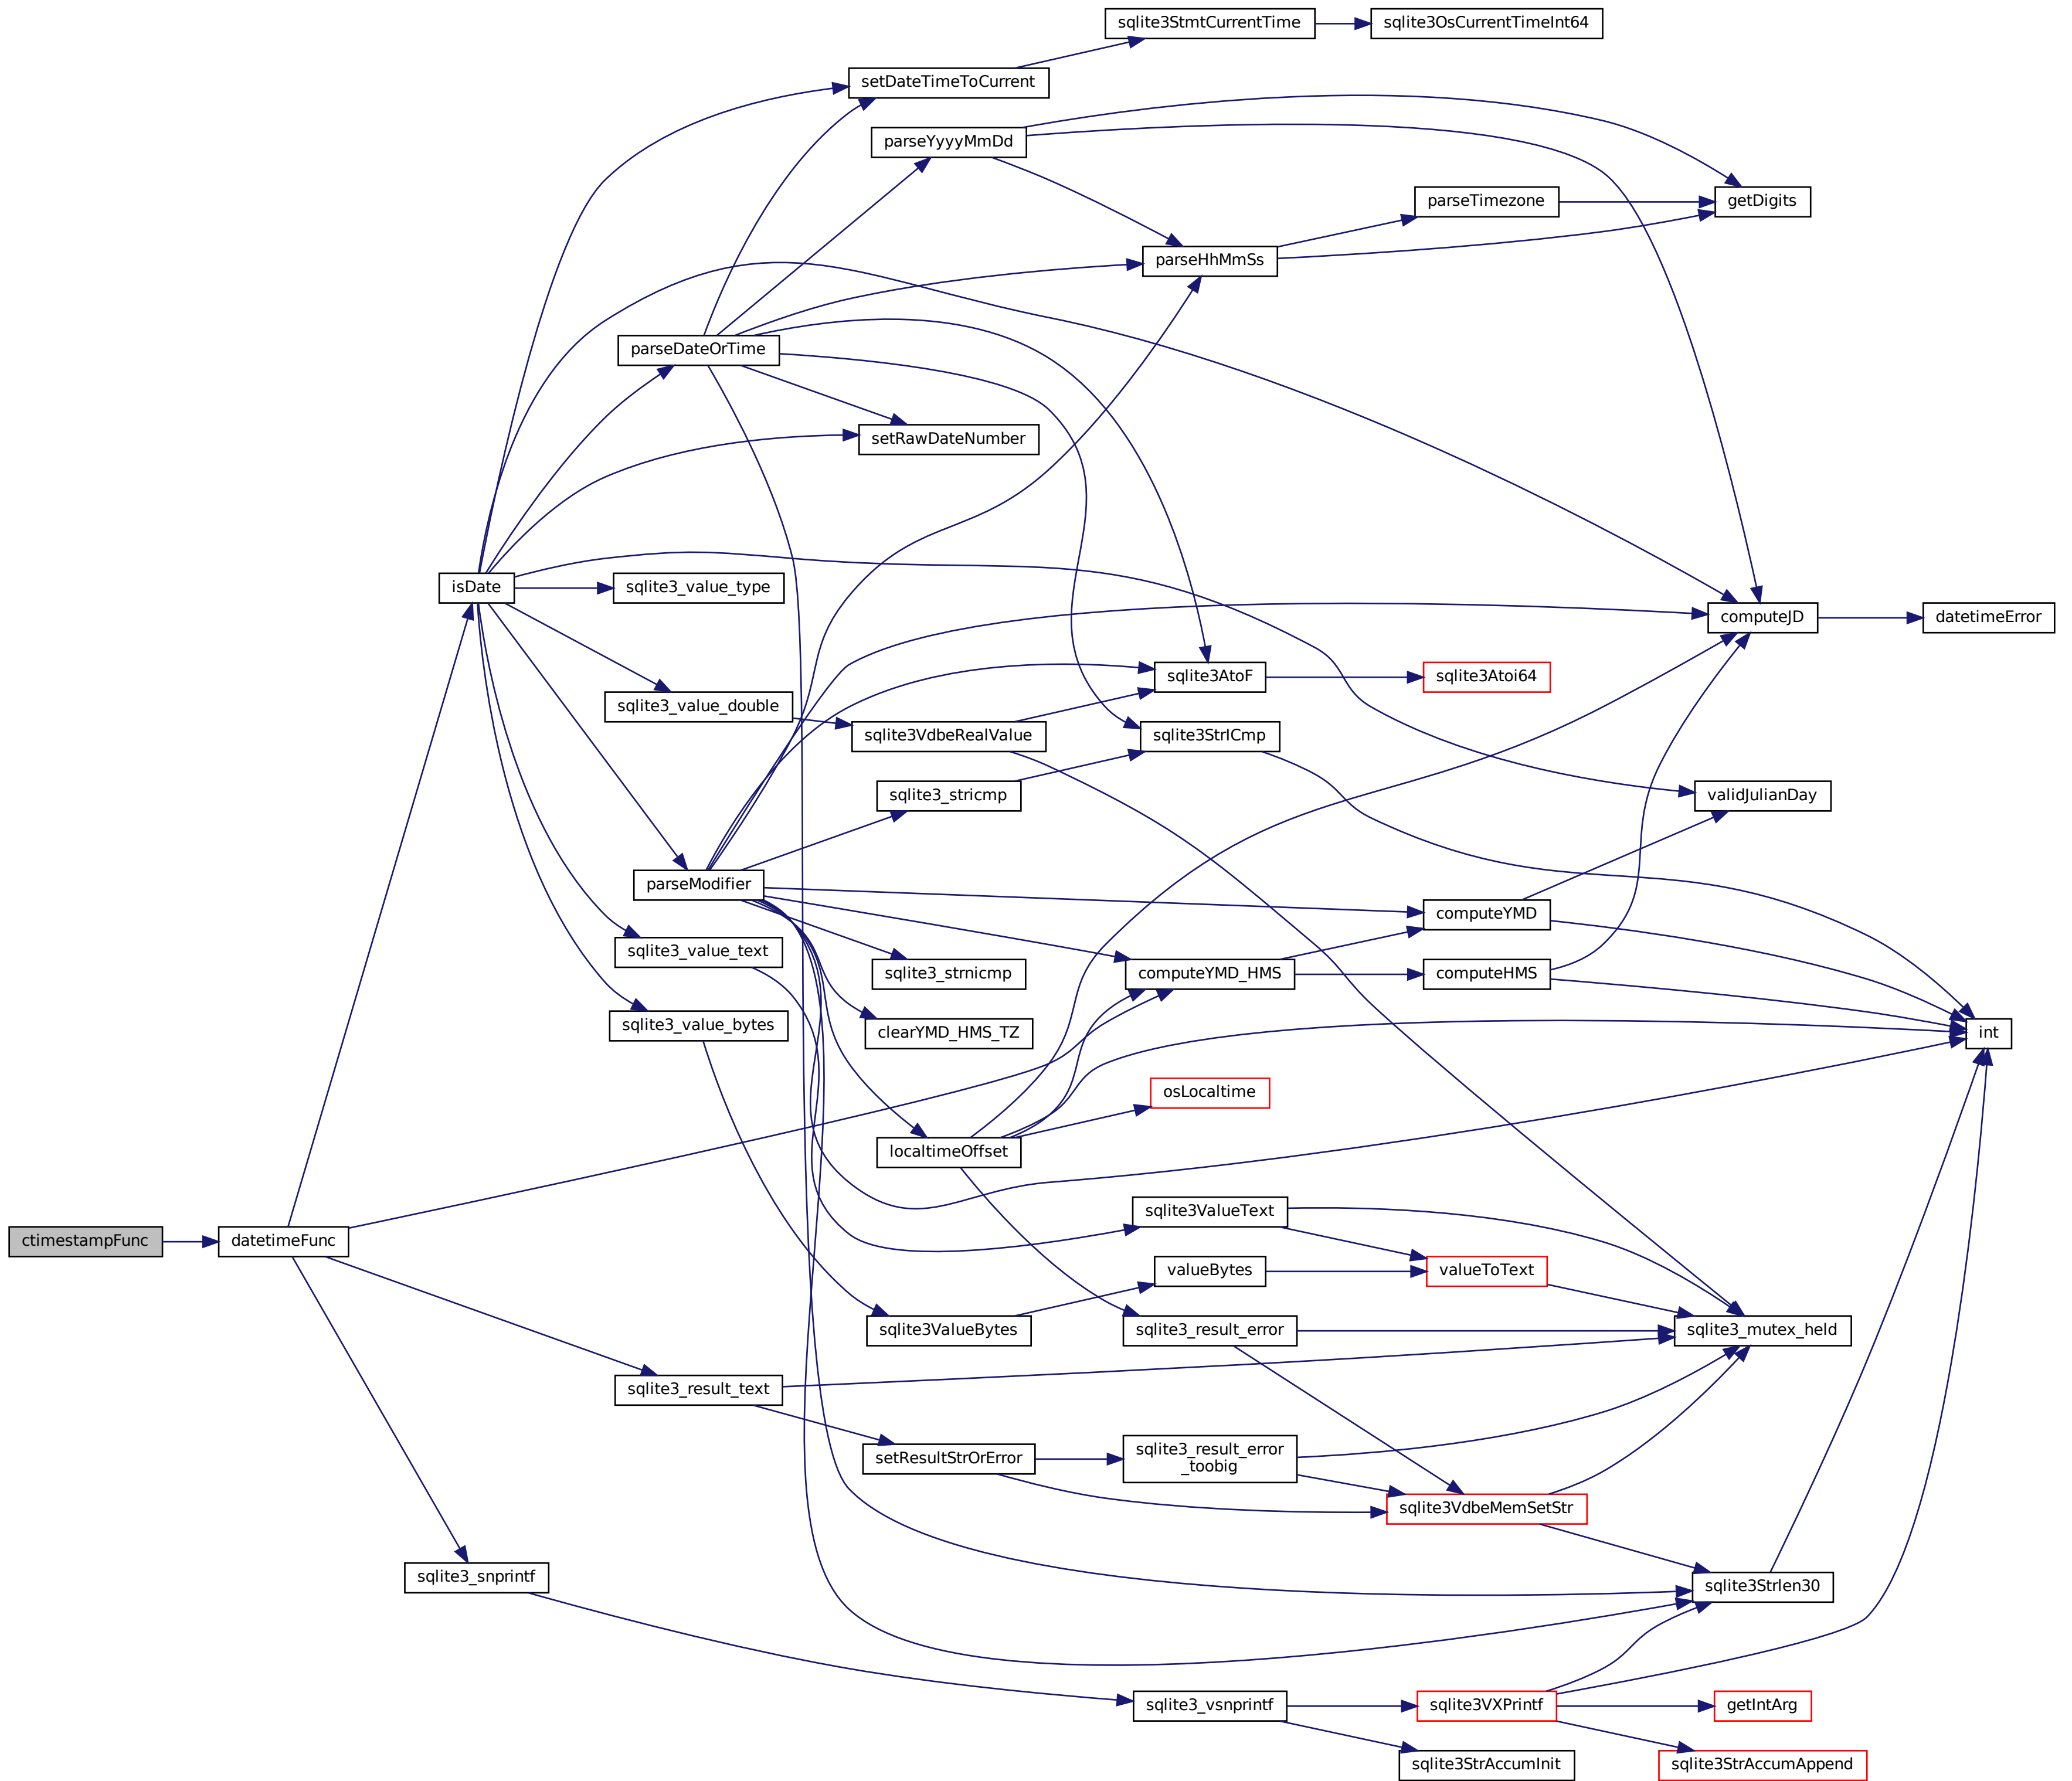 sqlite3StmtCurrentTime
sqlite3OsCurrentTimeInt64
setDateTimeToCurrent
parseYyyyMmDd
parseTimezone
getDigits
parseHhMmSs
parseDateOrTime
setRawDateNumber
isDate
sqlite3_value_type
computeJD
datetimeError
sqlite3AtoF
sqlite3Atoi64
sqlite3_value_double
sqlite3VdbeRealValue
sqlite3StrICmp
sqlite3_stricmp
validJulianDay
parseModifier
computeYMD
sqlite3_value_text
sqlite3_strnicmp
computeYMD_HMS
computeHMS
sqlite3_value_bytes
clearYMD_HMS_TZ
int
osLocaltime
localtimeOffset
sqlite3ValueText
ctimestampFunc
datetimeFunc
valueBytes
valueToText
sqlite3ValueBytes
sqlite3_result_error
sqlite3_mutex_held
sqlite3_result_text
setResultStrOrError
sqlite3_result_error
_toobig
sqlite3VdbeMemSetStr
sqlite3_snprintf
sqlite3Strlen30
sqlite3_vsnprintf
sqlite3VXPrintf
getIntArg
sqlite3StrAccumInit
sqlite3StrAccumAppend